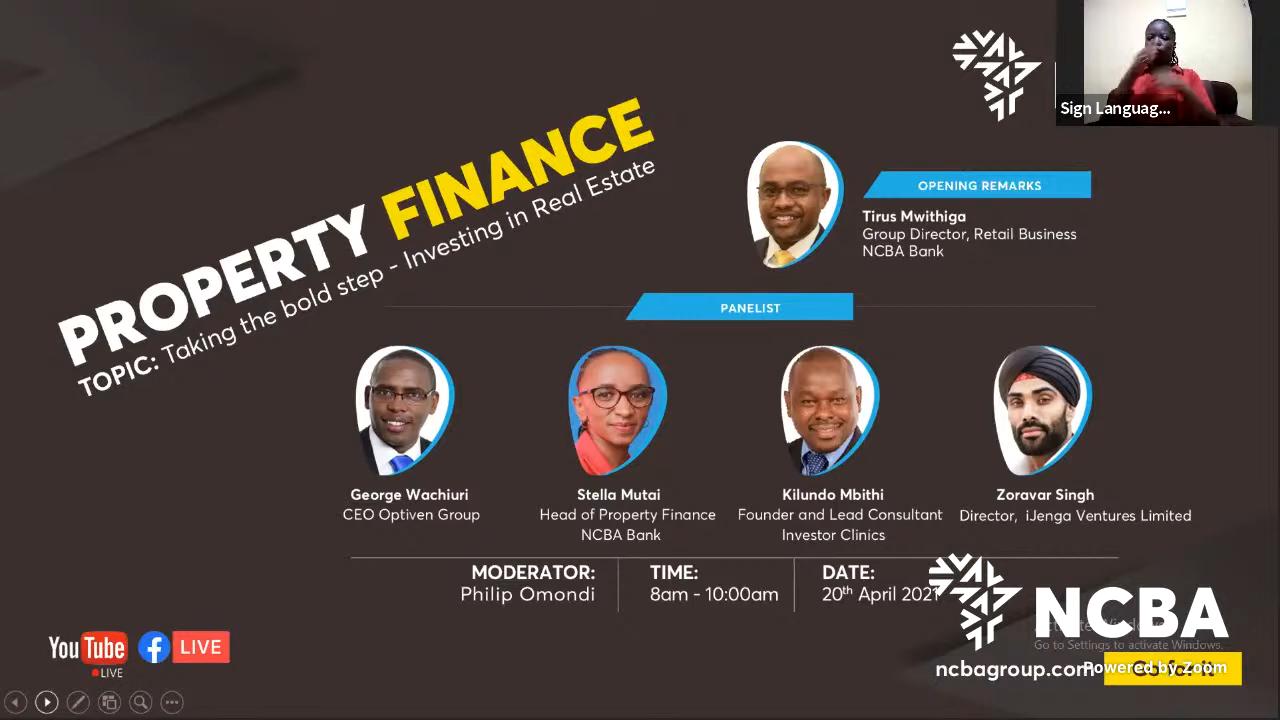 Sign Languag...
PROPERTY FINANCE
TOPIC: Taking the bold step - Investing in Real Estate
OPENING REMARKS
Tirus Mwithiga
Group Director, Retail Business
NCBA Bank
PANELIST
George Wachiuri
CEO Optiven Group
Stella Mutai
Head of Property Finance
NCBA Bank
Kilundo Mbithi
Founder and Lead Consultant
Investor Clinics
Zoravar Singh
Director, iJenga Ventures Limited
MODERATOR:
Philip Omondi
TIME:
8am - 10:00am
DATE:
20th April 2021
NCBA
Go to Settings to activate Windows.
ncbagroup.com
Go for it
Powered by Zoom
YouTube
LIVE
LIVE